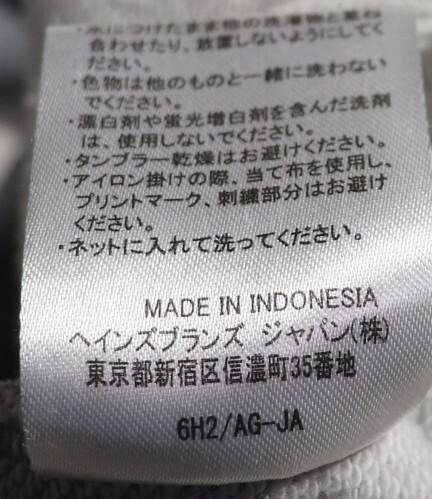 ・水につけたまま他の洗濯物と重ね
合わせたり、放置しないようにしてく
ださい。
・色物は他のものと一緒に洗わない
でください。
・漂白剤や蛍光増白剤を含んだ洗剤
は、使用しないでください。
・タンブラー乾燥はお避けください。
・アイロン掛けの際、当て布を使用し、
プリントマーク、刺繍部分はお避け
ください。
・ネットに入れて洗ってください。
MADE IN INDONESIA
ヘインズブランズ ジャパン(株)
東京都新宿区信濃町35番地
6H2/AG-JA